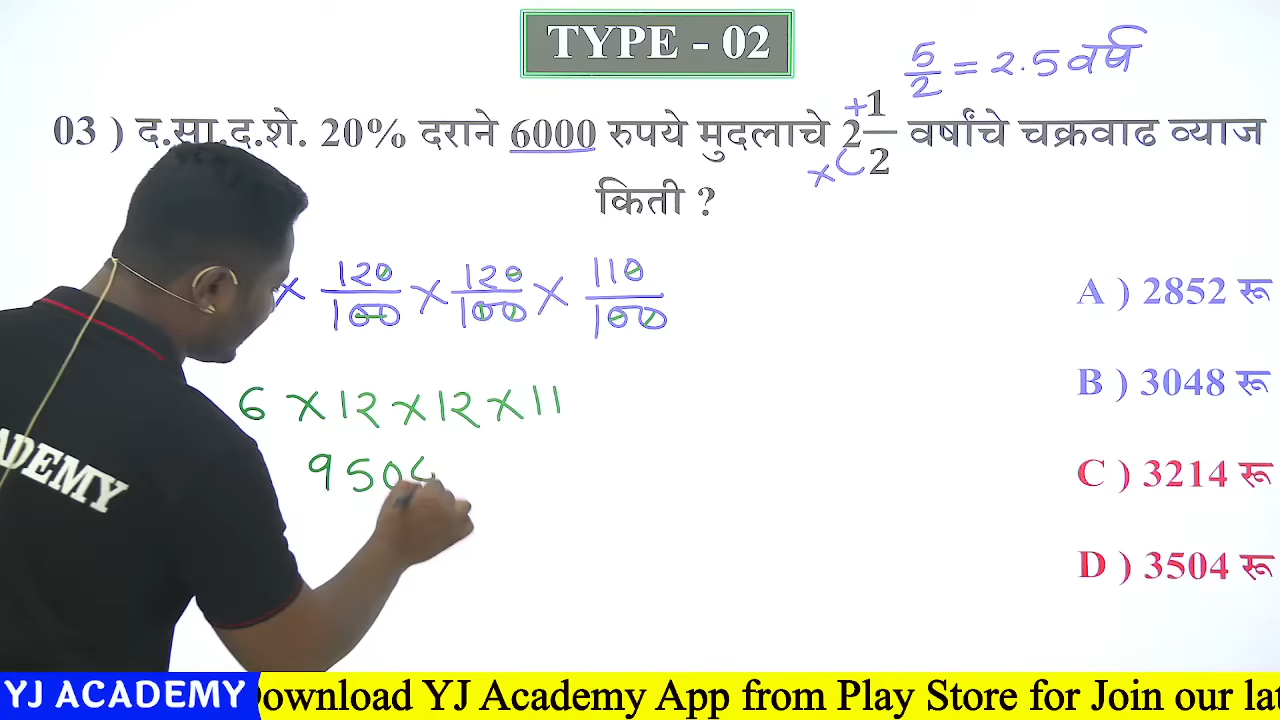 TYPE - 02
5/2 = 2.5 वर्ष
03 ) द.सा.द.शे. 20% दराने 6000 रुपये मुदलाचे 2 1/2 वर्षांचे चक्रवाढ व्याज
किती ?
+
×
× 120/100 × 120/100 × 110/100
6 × 12 × 12 × 11
950
A ) 2852 रू
B ) 3048 रू
C ) 3214 रू
D ) 3504 रू
ADEMY
YJ ACADEMY
ownload YJ Academy App from Play Store for Join our lat